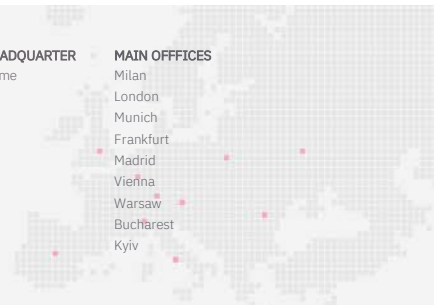 ADQUARTER
me
MAIN OFFFICES
Milan
London
Munich
Frankfurt
Madrid
Vienna
Warsaw
Bucharest
Kyiv